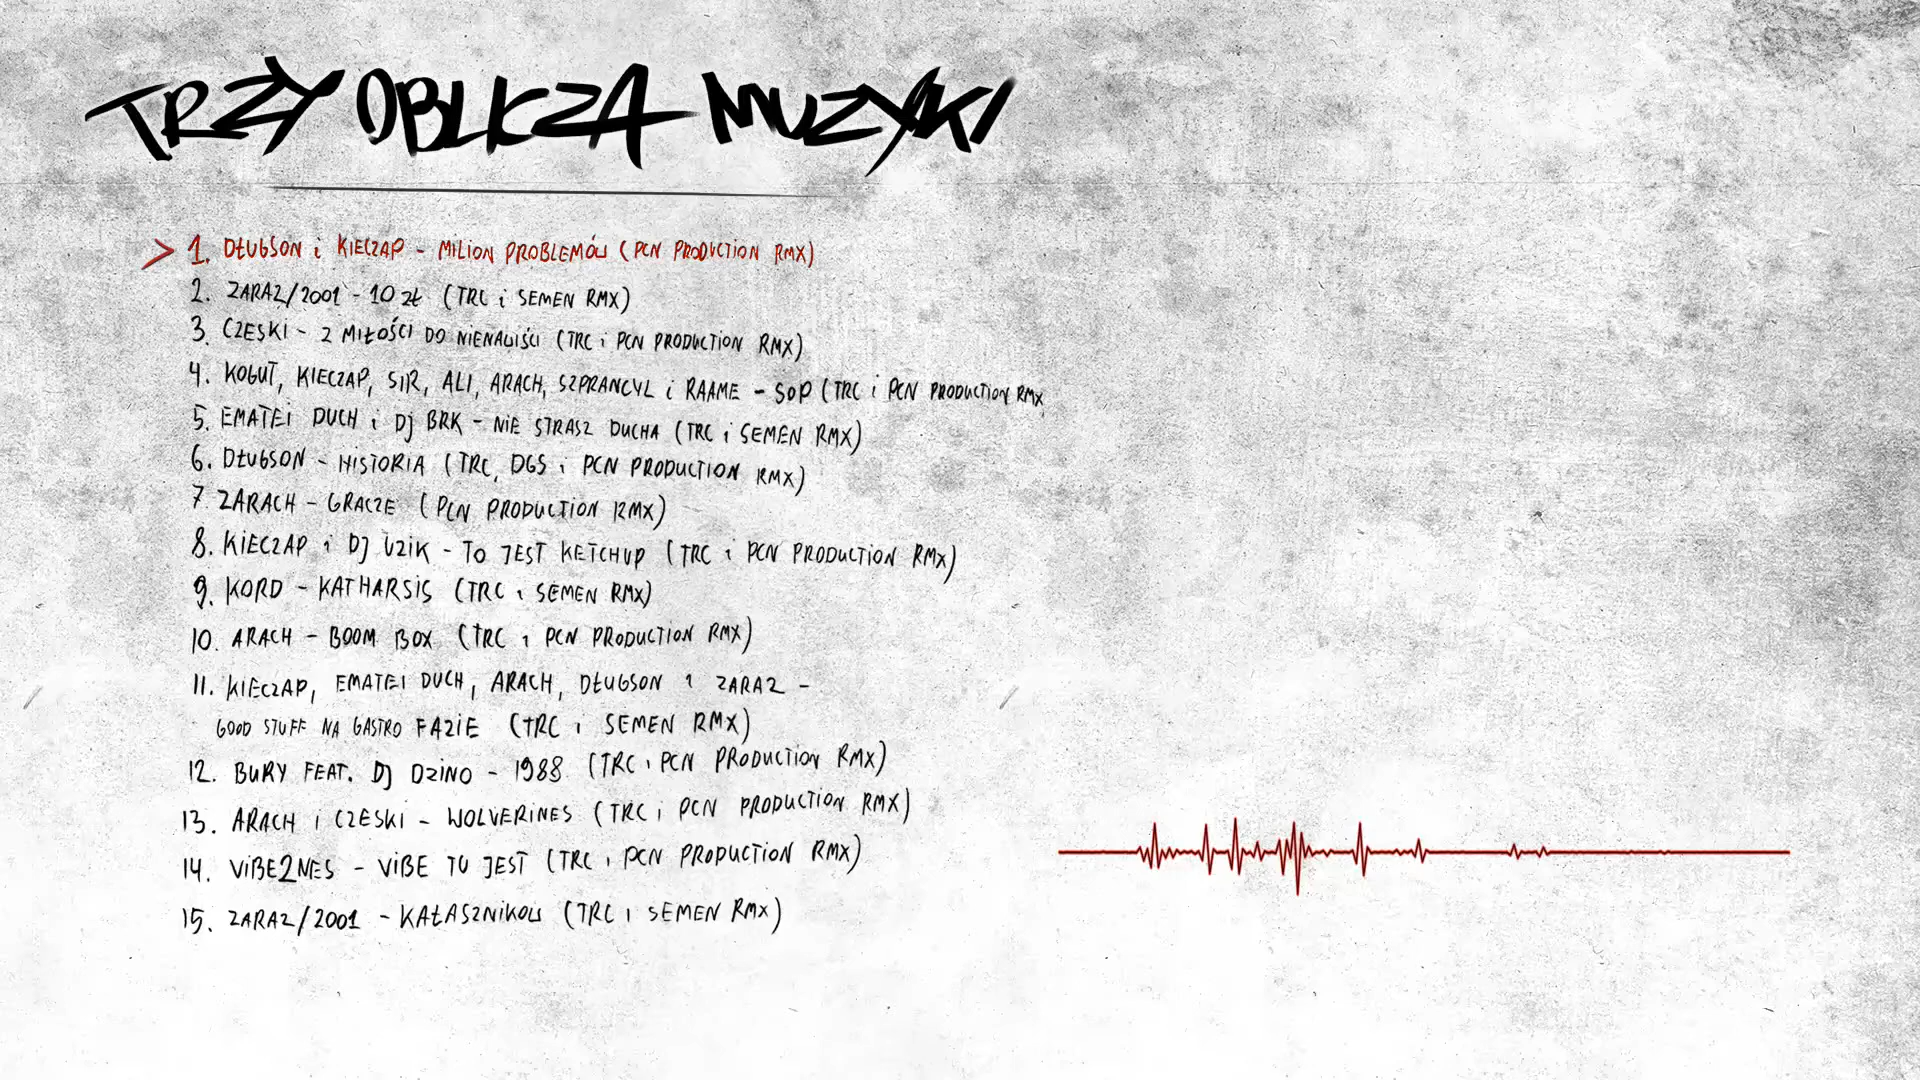 TRZY OBLICZA MUZYKI
> 1. DŁUGSON i KIECZAP - MILION PROBLEMÓW (PCN PRODUCTION RMX)
2. ZARAZ/2001 - 10 ZŁ (TRC i SEMEN RMX)
3. CZESKI - Z MIŁOŚCI DO NIENAWIŚCI (TRC i PCN PRODUCTION RMX)
4. KOGUT, KIECZAP, SIR, ALI, ARACH, SZPRANCYL i RAAME - SOP (TRC i PCN PRODUCTION RMX
5. EMATEI DUCH i DJ BRK - NIE STRASZ DUCHA (TRC i SEMEN RMX)
6. DŁUGSON - HISTORIA (TRC, DGS i PCN PRODUCTION RMX)
7. ZARACH - GRACZE (PCN PRODUCTION RMX)
8. KIECZAP i DJ UZIK - TO JEST KETCHUP (TRC i PCN PRODUCTION RMX)
9. KORD - KATHARSIS (TRC i SEMEN RMX)
10. ARACH - BOOM BOX (TRC i PCN PRODUCTION RMX)
11. KIECZAP, EMATEI DUCH, ARACH, DŁUGSON i ZARAZ -
GOOD STUFF NA GASTRO FAZIE (TRC i SEMEN RMX)
12. BURY FEAT. DJ DZINO - 1988 (TRC i PCN PRODUCTION RMX)
13. ARACH i CZESKI - WOLVERINES (TRC i PCN PRODUCTION RMX)
14. VIBE2NES - VIBE TU JEST (TRC i PCN PRODUCTION RMX)
15. ZARAZ/2001 - KAŁASZNIKOW (TRC i SEMEN RMX)